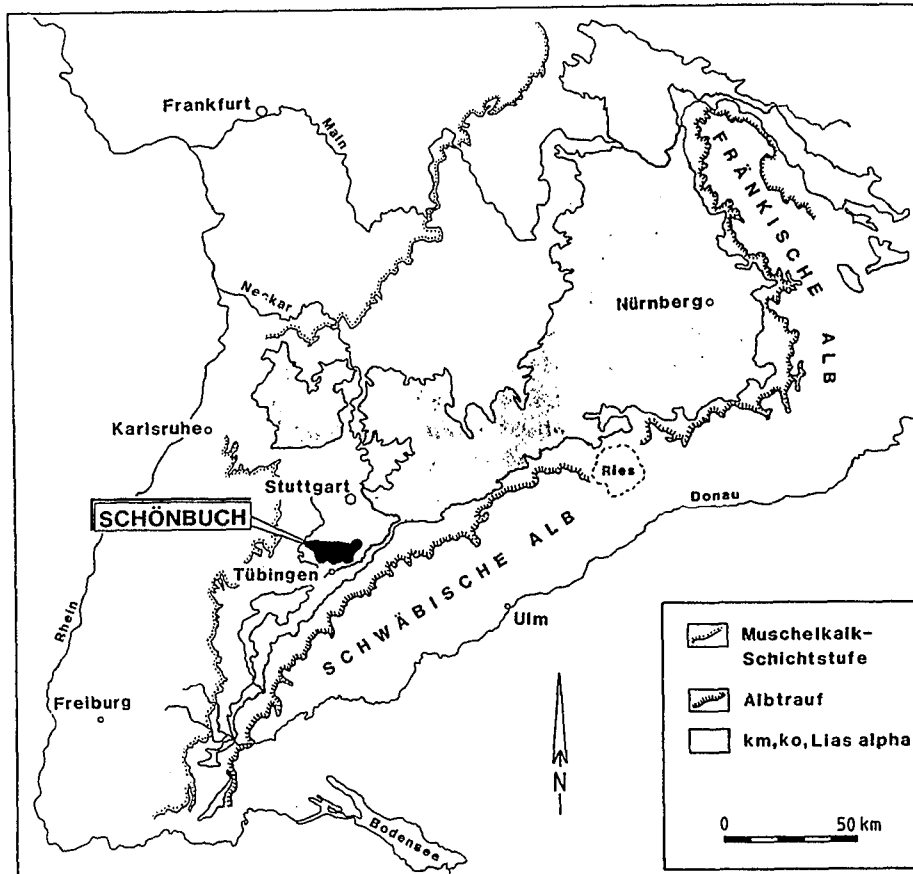 Frankfurt
Main
FRÄNKISCHE ALB
Neckar
Nürnberg
Karlsruhe
Stuttgart
Ries
Donau
SCHÖNBUCH
Tübingen
SCHWÄBISCHE ALB
Ulm
Rhein
Freiburg
Bodensee
N
Muschelkalk-
Schichtstufe
Albtrauf
km,ko,Lias alpha
0 50 km